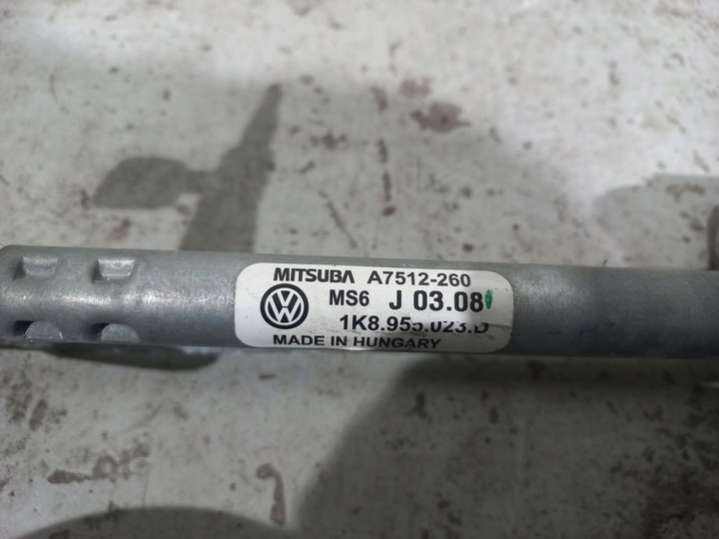 MITSUBA A7512-260
MS6 J 03.08
1K8.955.023.D
MADE IN HUNGARY